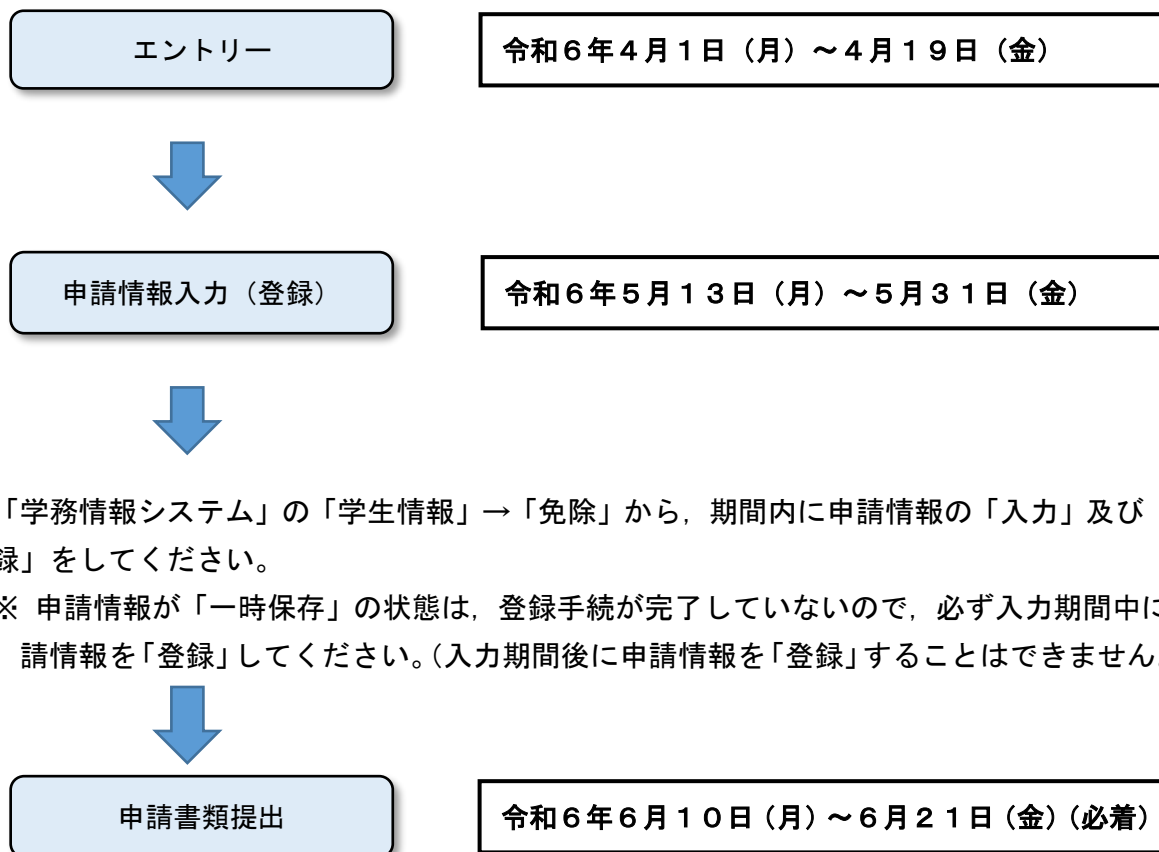 エントリー
令和６年４月１日（月）～４月１９日（金）
申請情報入力（登録）
令和６年５月１３日（月）～５月３１日（金）
「学務情報システム」の「学生情報」→「免除」から，期間内に申請情報の「入力」及び
録」をしてください。
※ 申請情報が「一時保存」の状態は，登録手続が完了していないので，必ず入力期間中に
請情報を「登録」してください。（入力期間後に申請情報を「登録」することはできません
申請書類提出
令和６年６月１０日（月）～６月２１日（金）（必着）